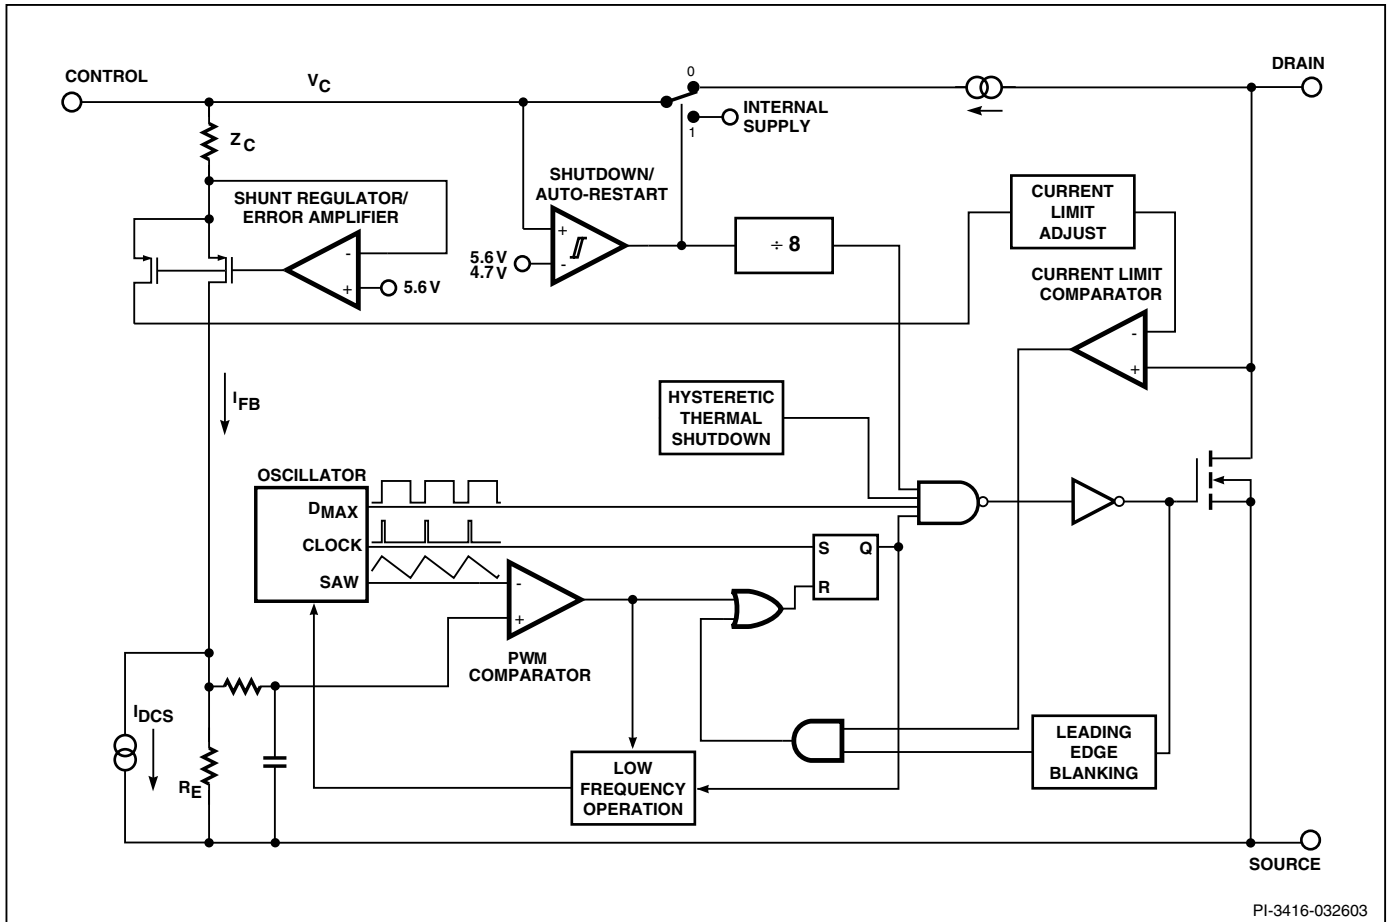 CONTROL
V_C
0
DRAIN
INTERNAL
SUPPLY
1
Z_C
SHUTDOWN/
AUTO-RESTART
SHUNT REGULATOR/
ERROR AMPLIFIER
CURRENT
LIMIT
ADJUST
+
-
÷ 8
5.6 V
4.7 V
-
+
5.6 V
CURRENT LIMIT
COMPARATOR
-
+
I_FB
HYSTERETIC
THERMAL
SHUTDOWN
OSCILLATOR
D_MAX
CLOCK
SAW
S
Q
R
-
+
PWM
COMPARATOR
I_DCS
R_E
LOW
FREQUENCY
OPERATION
LEADING
EDGE
BLANKING
SOURCE
PI-3416-032603